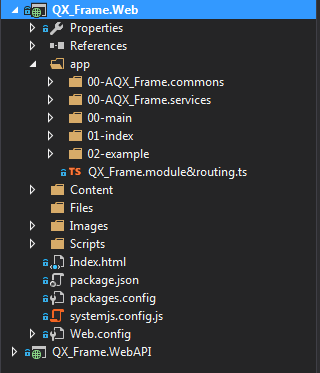 QX_Frame.Web
Properties
References
app
00-AQX_Frame.commons
00-AQX_Frame.services
00-main
01-index
02-example
TS QX_Frame.module&routing.ts
Content
Files
Images
Scripts
Index.html
package.json
packages.config
systemjs.config.js
Web.config
QX_Frame.WebAPI